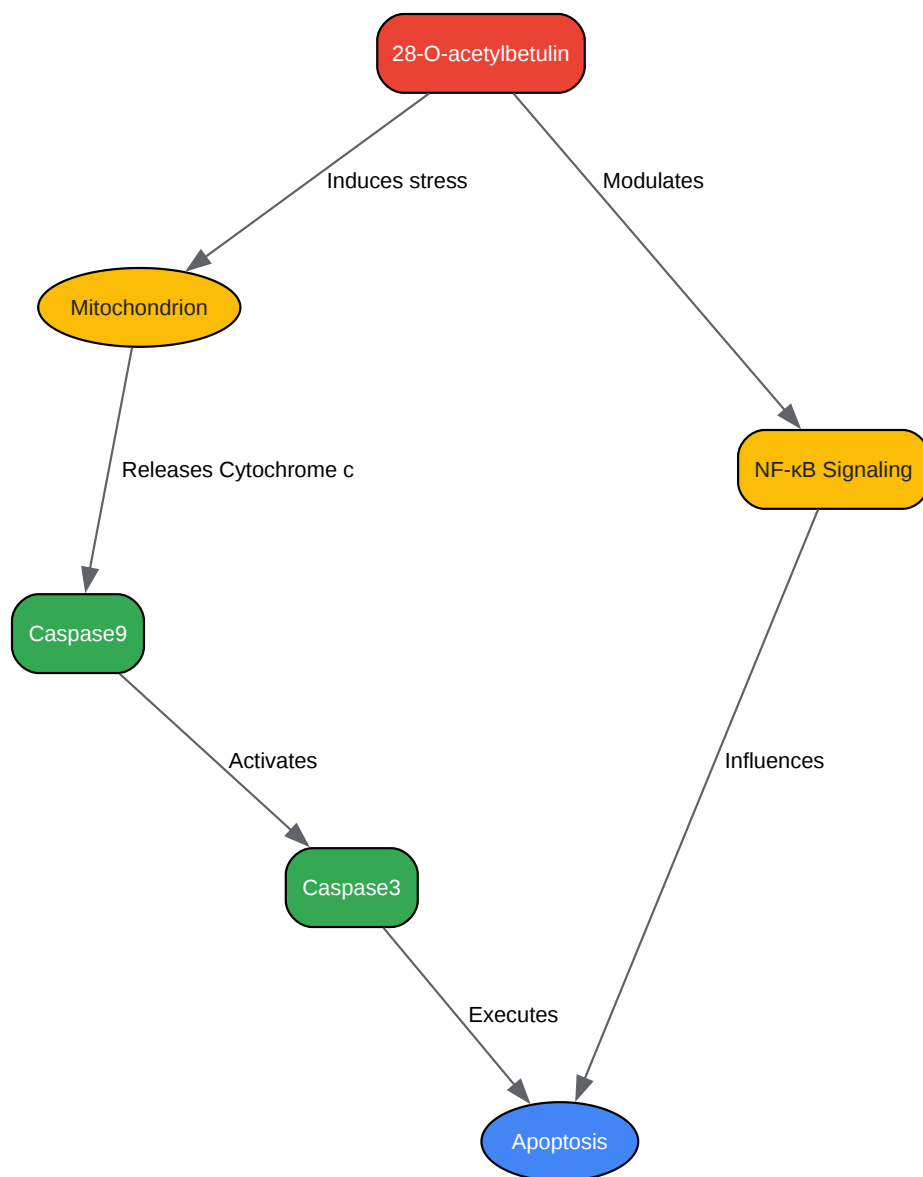 28-O-acetylbetulin
Induces stress
Modulates
Mitochondrion
Releases Cytochrome c
NF-κB Signaling
Caspase9
Activates
Influences
Caspase3
Executes
Apoptosis